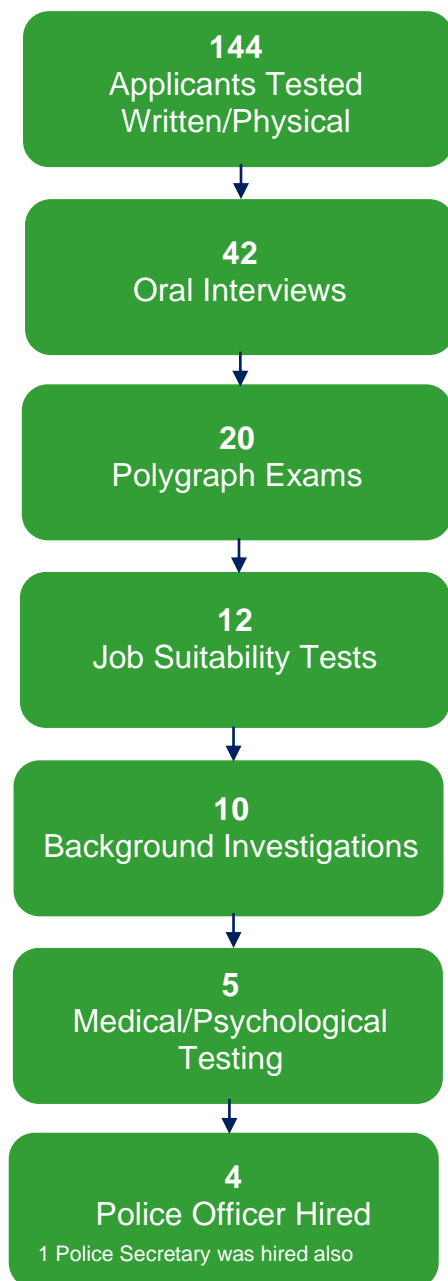 144
Applicants Tested
Written/Physical
42
Oral Interviews
20
Polygraph Exams
12
Job Suitability Tests
10
Background Investigations
5
Medical/Psychological
Testing
4
Police Officer Hired
1 Police Secretary was hired also